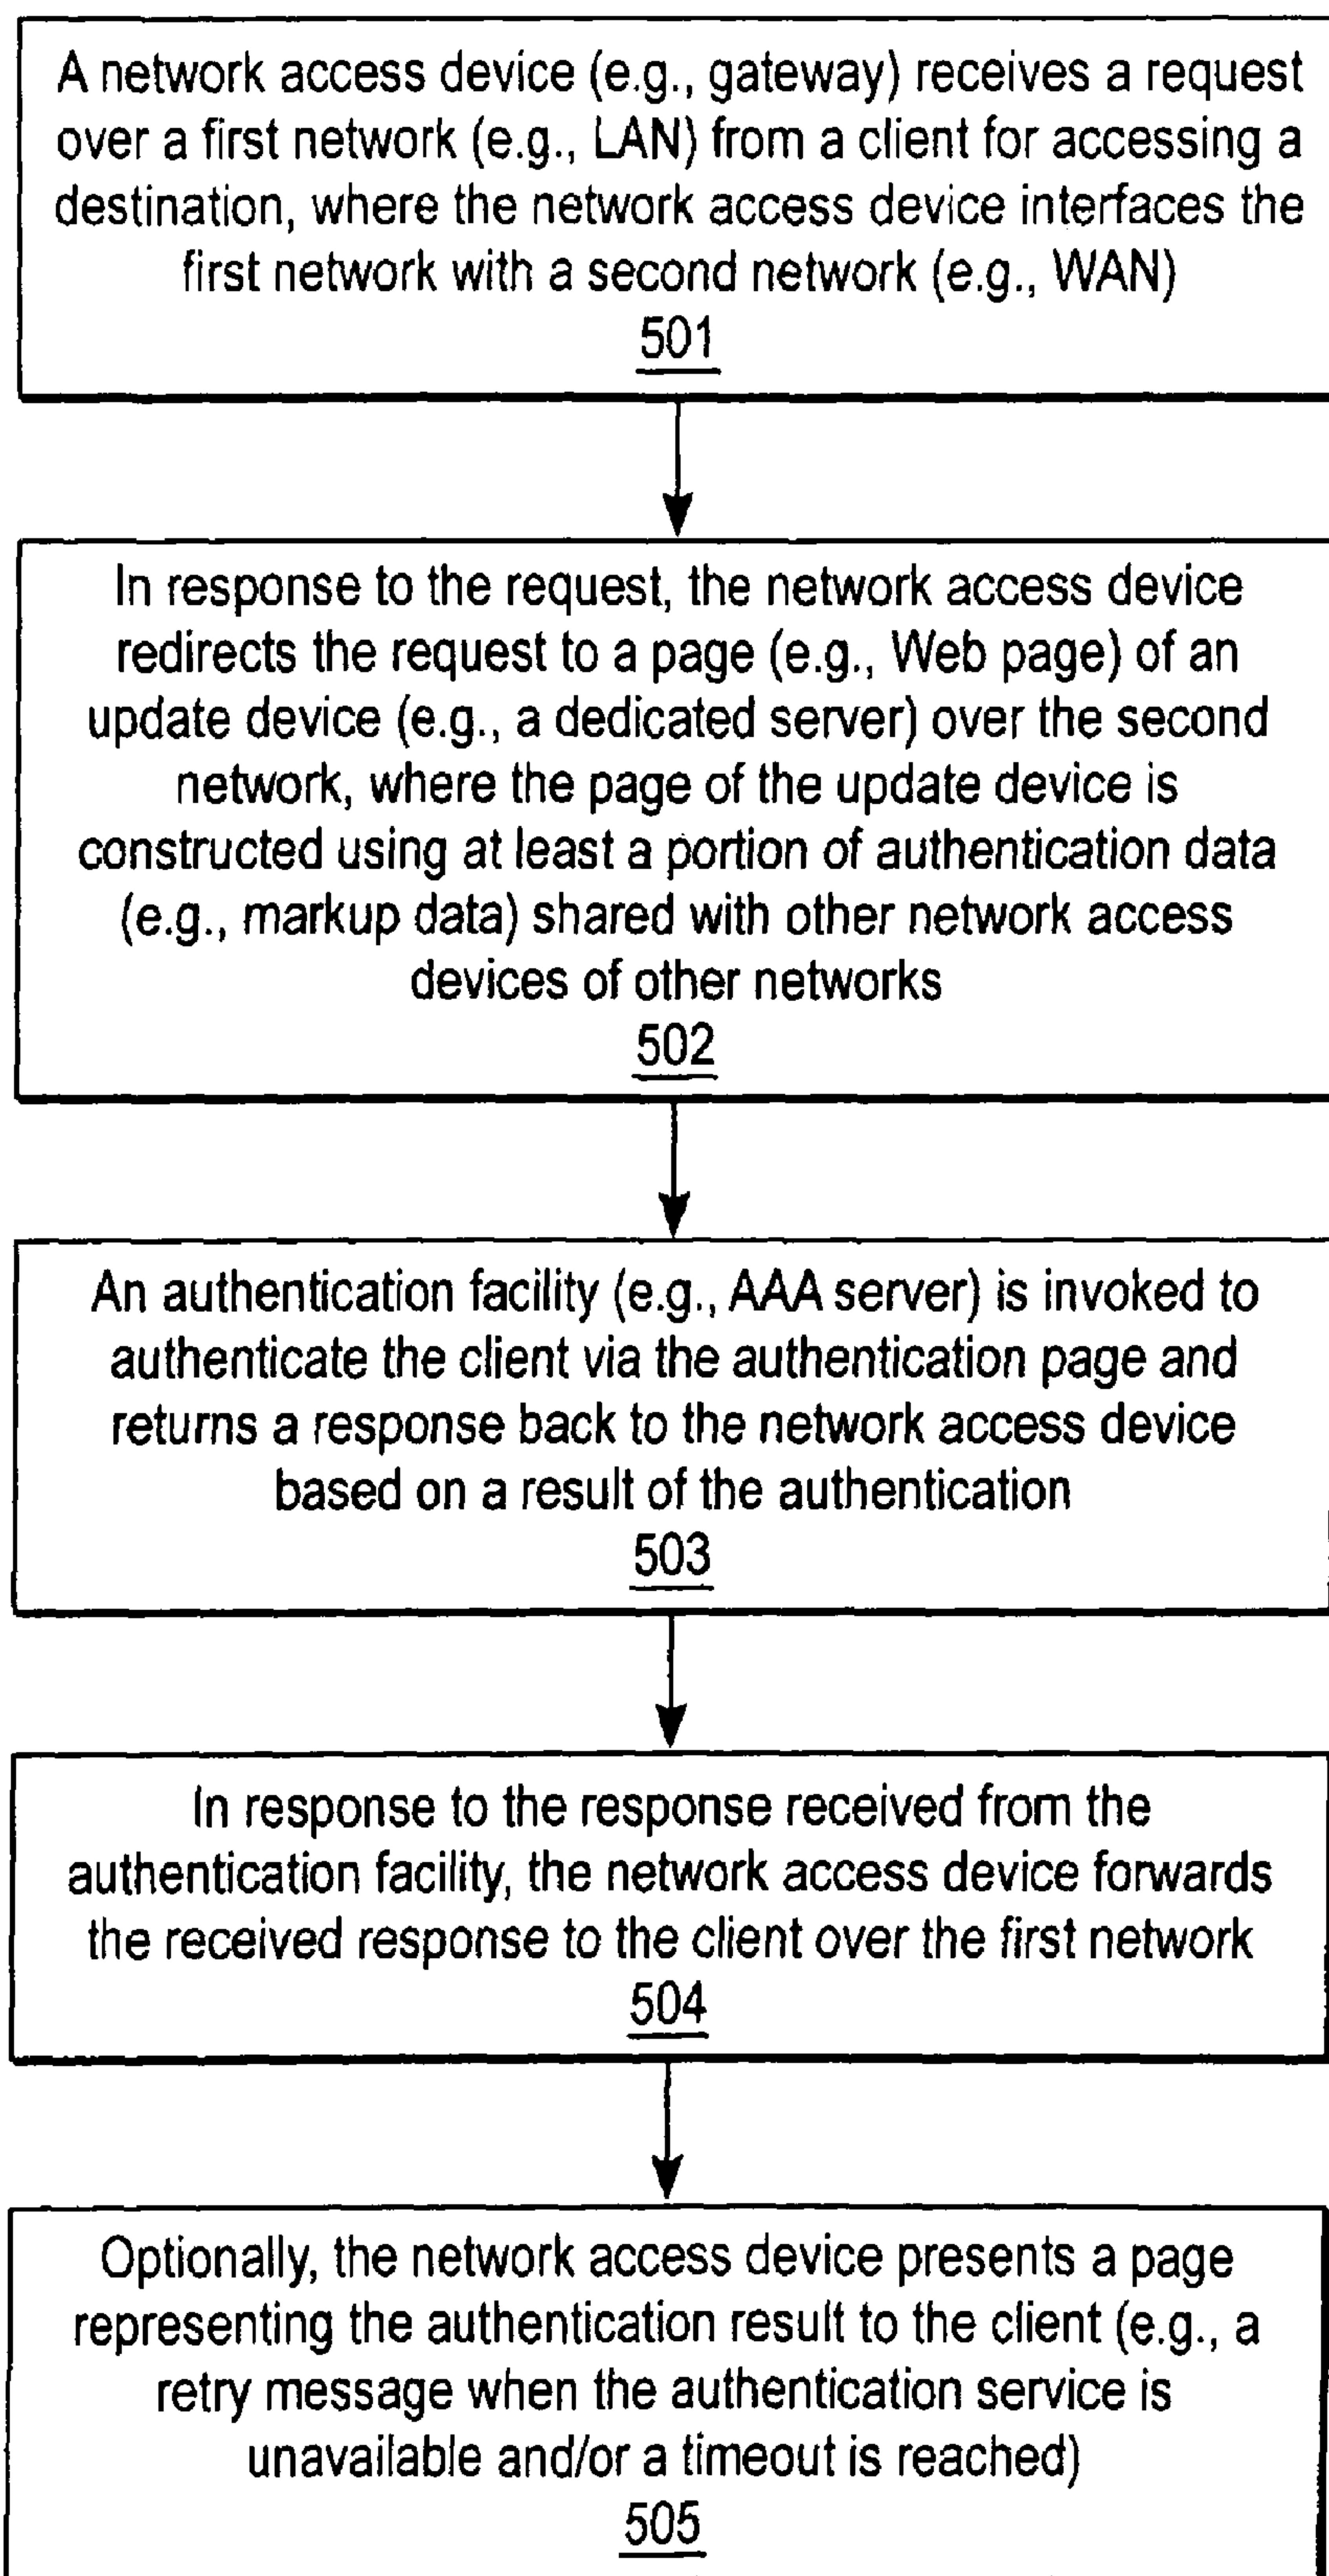 A network access device (e.g., gateway) receives a request
over a first network (e.g., LAN) from a client for accessing a
destination, where the network access device interfaces the
first network with a second network (e.g., WAN)
501
In response to the request, the network access device
redirects the request to a page (e.g., Web page) of an
update device (e.g., a dedicated server) over the second
network, where the page of the update device is
constructed using at least a portion of authentication data
(e.g., markup data) shared with other network access
devices of other networks
502
An authentication facility (e.g., AAA server) is invoked to
authenticate the client via the authentication page and
returns a response back to the network access device
based on a result of the authentication
503
In response to the response received from the
authentication facility, the network access device forwards
the received response to the client over the first network
504
Optionally, the network access device presents a page
representing the authentication result to the client (e.g., a
retry message when the authentication service is
unavailable and/or a timeout is reached)
505